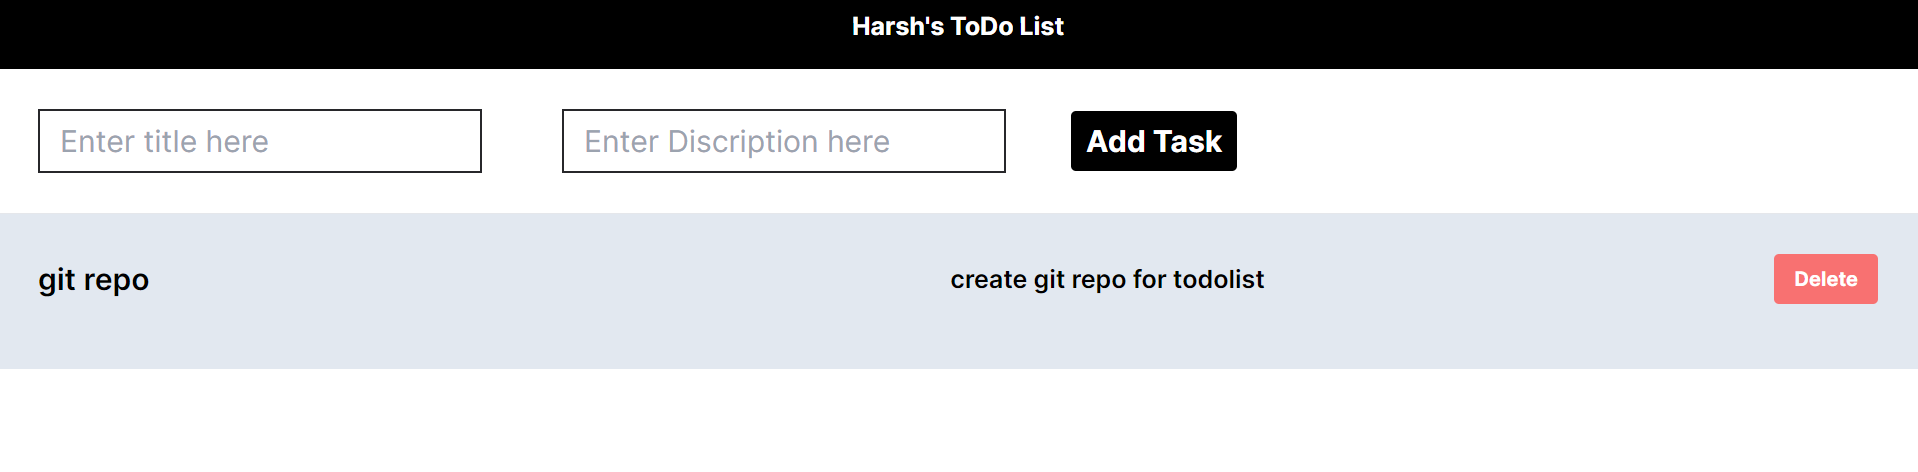 Harsh's ToDo List
Enter title here
Enter Discription here
Add Task
git repo
create git repo for todolist
Delete